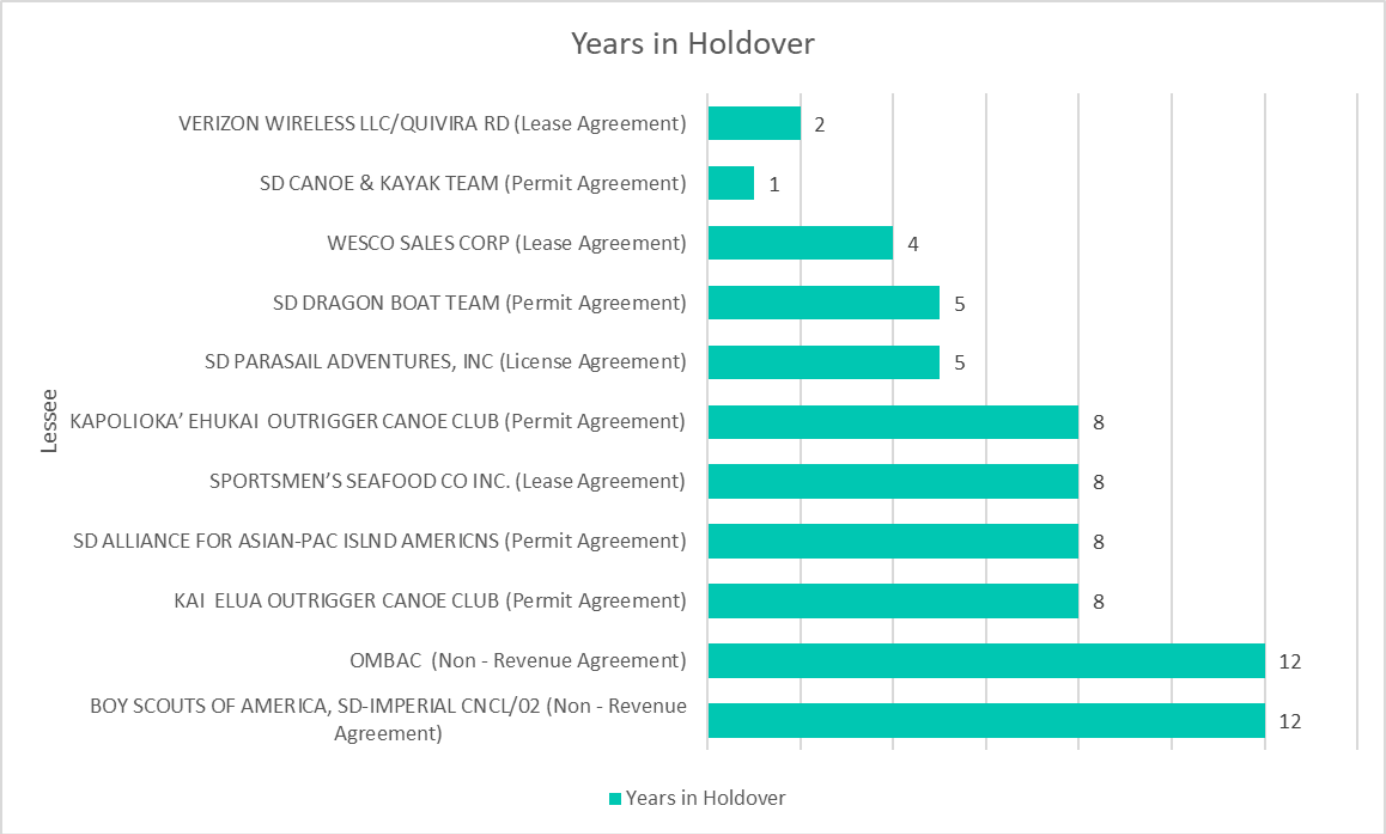 Years in Holdover
VERIZON WIRELESS LLC/QUIVIRA RD (Lease Agreement)
2
SD CANOE & KAYAK TEAM (Permit Agreement)
1
WESCO SALES CORP (Lease Agreement)
4
SD DRAGON BOAT TEAM (Permit Agreement)
5
SD PARASAIL ADVENTURES, INC (License Agreement)
5
Lessee
KAPOLIOKA’ EHUKAI  OUTRIGGER CANOE CLUB (Permit Agreement)
8
SPORTSMEN’S SEAFOOD CO INC. (Lease Agreement)
8
SD ALLIANCE FOR ASIAN-PAC ISLND AMERICNS (Permit Agreement)
8
KAI  ELUA OUTRIGGER CANOE CLUB (Permit Agreement)
8
OMBAC  (Non - Revenue Agreement)
12
BOY SCOUTS OF AMERICA, SD-IMPERIAL CNCL/02 (Non - Revenue
Agreement)
12
Years in Holdover